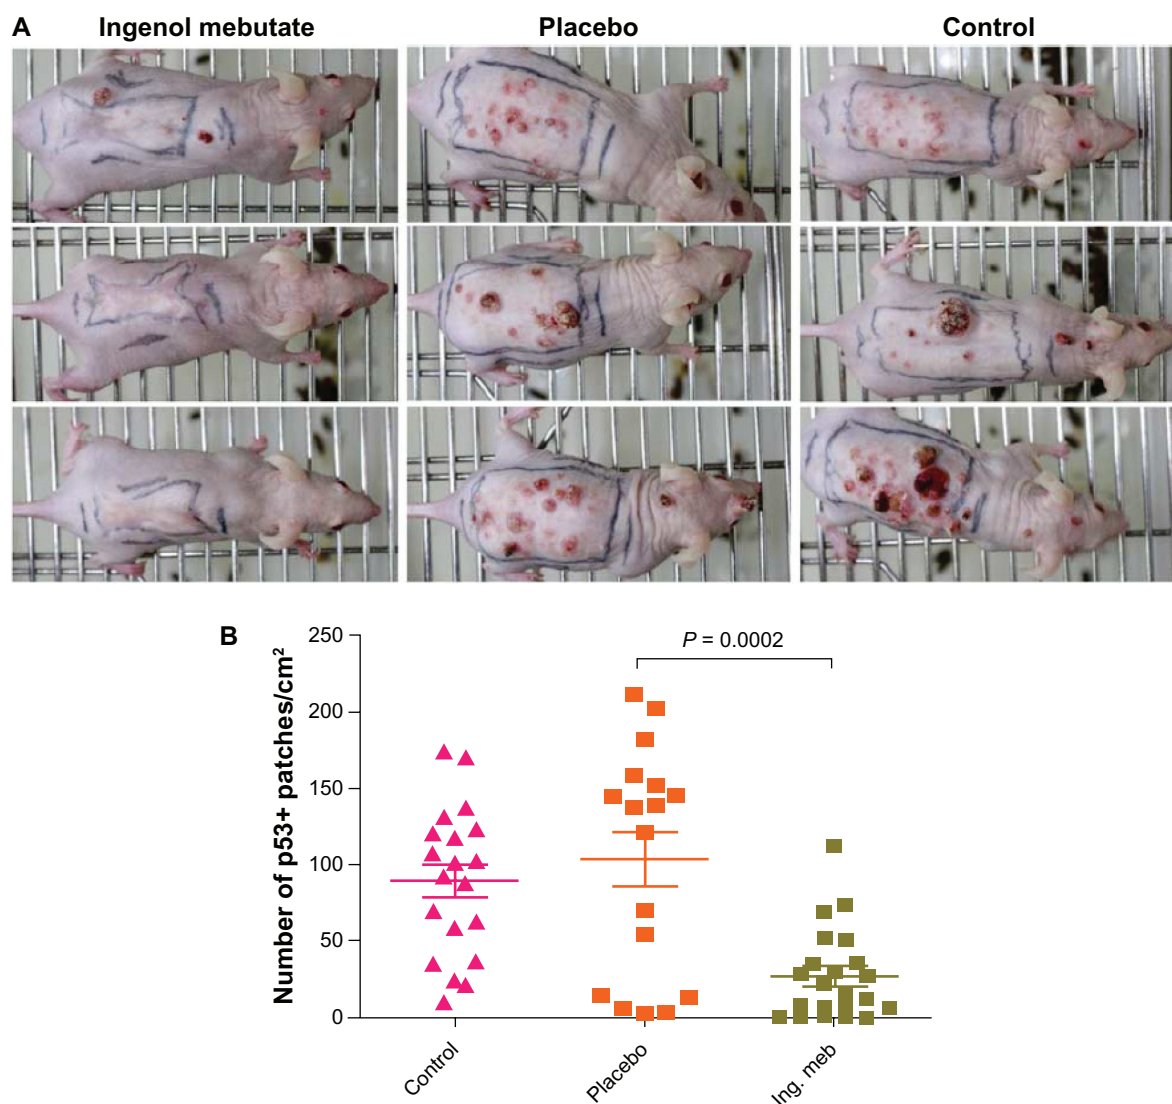 A
Ingenol mebutate
Placebo
Control
B
Number of p53+ patches/cm²
250
200
150
100
50
0
P = 0.0002
Control
Placebo
Ing. meb